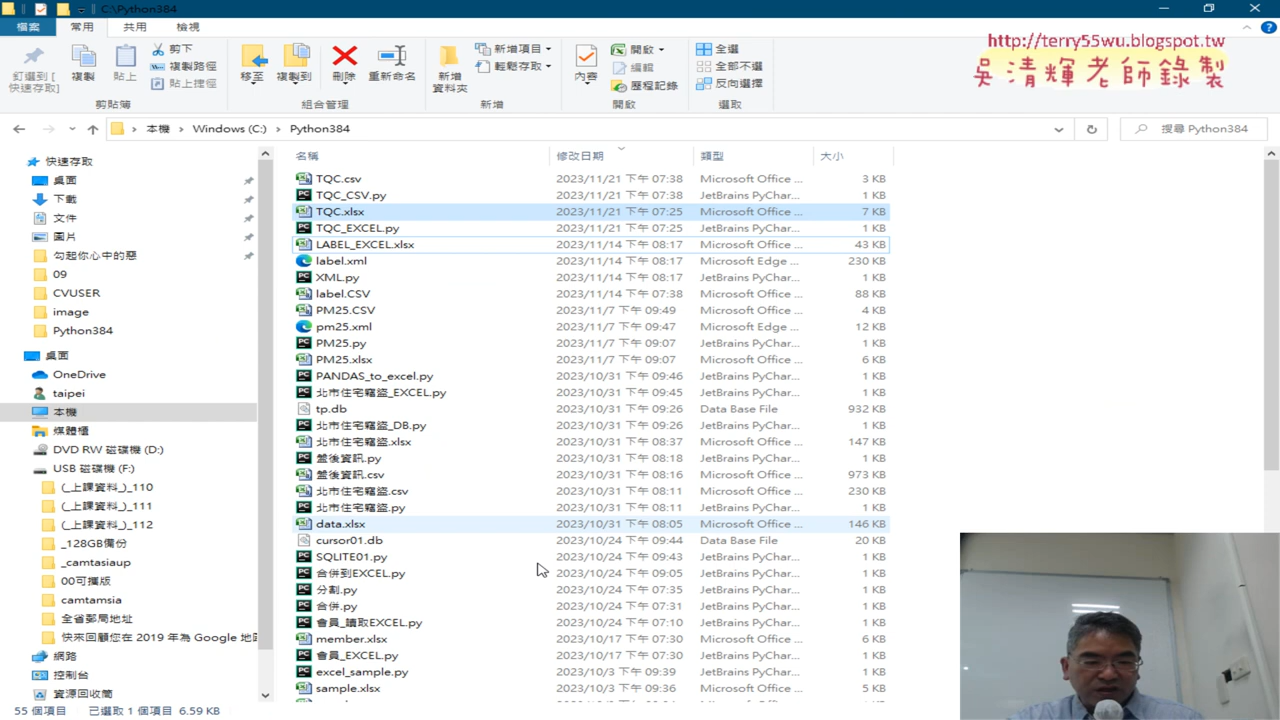 C:\Python384
檔案 常用 共用 檢視
釘選到 [快速存取] 複製 貼上 剪下 複製路徑 貼上捷徑 移至 複製到 刪除 重新命名 新增資料夾 新增項目 輕鬆存取 內容 開啟 編輯 歷程記錄 全選 全部不選 反向選擇
剪貼簿 組合管理 新增 開啟 選取
http://terry55wu.blogspot.tw
吳清輝老師錄製
本機 Windows (C:) Python384 搜尋 Python384
快速存取
桌面
下載
文件
圖片
勾起你心中的惡
09
CVUSER
image
Python384
桌面
OneDrive
taipei
本機
媒體櫃
DVD RW 磁碟機 (D:)
USB 磁碟機 (F:)
(_上課資料_)_110
(_上課資料_)_111
(_上課資料_)_112
_128GB備份
_camtasiaup
00可攜版
camtamsia
全省郵局地址
快來回顧您在 2019 年為 Google 地
網路
控制台
資源回收筒
名稱 修改日期 類型 大小
TQC.csv 2023/11/21 下午 07:38 Microsoft Office ... 3 KB
TQC_CSV.py 2023/11/21 下午 07:38 JetBrains PyChar... 1 KB
TQC.xlsx 2023/11/21 下午 07:25 Microsoft Office ... 7 KB
TQC_EXCEL.py 2023/11/21 下午 07:25 JetBrains PyChar... 1 KB
LABEL_EXCEL.xlsx 2023/11/14 下午 08:17 Microsoft Office ... 43 KB
label.xml 2023/11/14 下午 08:17 Microsoft Edge ... 230 KB
XML.py 2023/11/14 下午 08:17 JetBrains PyChar... 1 KB
label.CSV 2023/11/14 下午 07:38 Microsoft Office ... 88 KB
PM25.CSV 2023/11/7 下午 09:49 Microsoft Office ... 4 KB
pm25.xml 2023/11/7 下午 09:47 Microsoft Edge ... 12 KB
PM25.py 2023/11/7 下午 09:07 JetBrains PyChar... 1 KB
PM25.xlsx 2023/11/7 下午 09:07 Microsoft Office ... 6 KB
PANDAS_to_excel.py 2023/10/31 下午 09:46 JetBrains PyChar... 1 KB
北市住宅竊盜_EXCEL.py 2023/10/31 下午 09:45 JetBrains PyChar... 1 KB
tp.db 2023/10/31 下午 09:26 Data Base File 932 KB
北市住宅竊盜_DB.py 2023/10/31 下午 09:26 JetBrains PyChar... 1 KB
北市住宅竊盜.xlsx 2023/10/31 下午 08:37 Microsoft Office ... 147 KB
盤後資訊.py 2023/10/31 下午 08:18 JetBrains PyChar... 1 KB
盤後資訊.csv 2023/10/31 下午 08:16 Microsoft Office ... 973 KB
北市住宅竊盜.csv 2023/10/31 下午 08:11 Microsoft Office ... 230 KB
北市住宅竊盜.py 2023/10/31 下午 08:11 JetBrains PyChar... 1 KB
data.xlsx 2023/10/31 下午 08:05 Microsoft Office ... 146 KB
cursor01.db 2023/10/24 下午 09:44 Data Base File 20 KB
SQLITE01.py 2023/10/24 下午 09:43 JetBrains PyChar... 1 KB
合併到EXCEL.py 2023/10/24 下午 09:05 JetBrains PyChar... 1 KB
分割.py 2023/10/24 下午 07:35 JetBrains PyChar... 1 KB
合併.py 2023/10/24 下午 07:31 JetBrains PyChar... 1 KB
會員_讀取EXCEL.py 2023/10/24 下午 07:10 JetBrains PyChar... 1 KB
member.xlsx 2023/10/17 下午 07:30 Microsoft Office ... 6 KB
會員_EXCEL.py 2023/10/17 下午 07:30 JetBrains PyChar... 1 KB
excel_sample.py 2023/10/3 下午 09:39 JetBrains PyChar... 1 KB
sample.xlsx 2023/10/3 下午 09:36 Microsoft Office ... 5 KB
55 個項目 已選取 1 個項目 6.59 KB